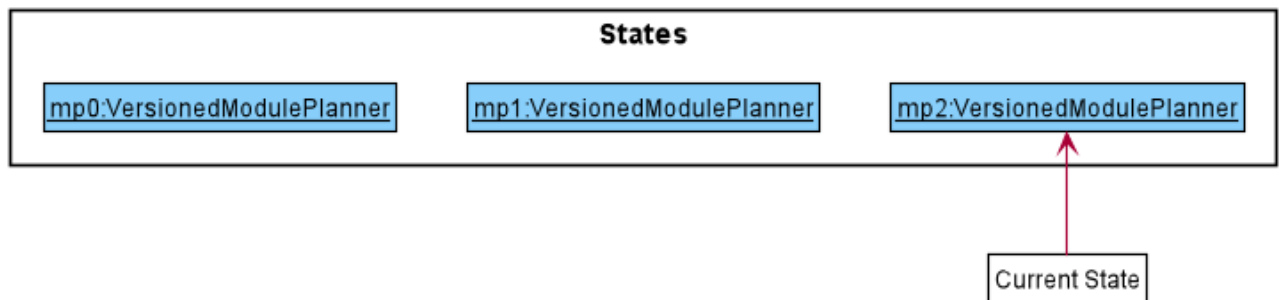 States
mp0:VersionedModulePlanner
mp1:VersionedModulePlanner
mp2:VersionedModulePlanner
Current State